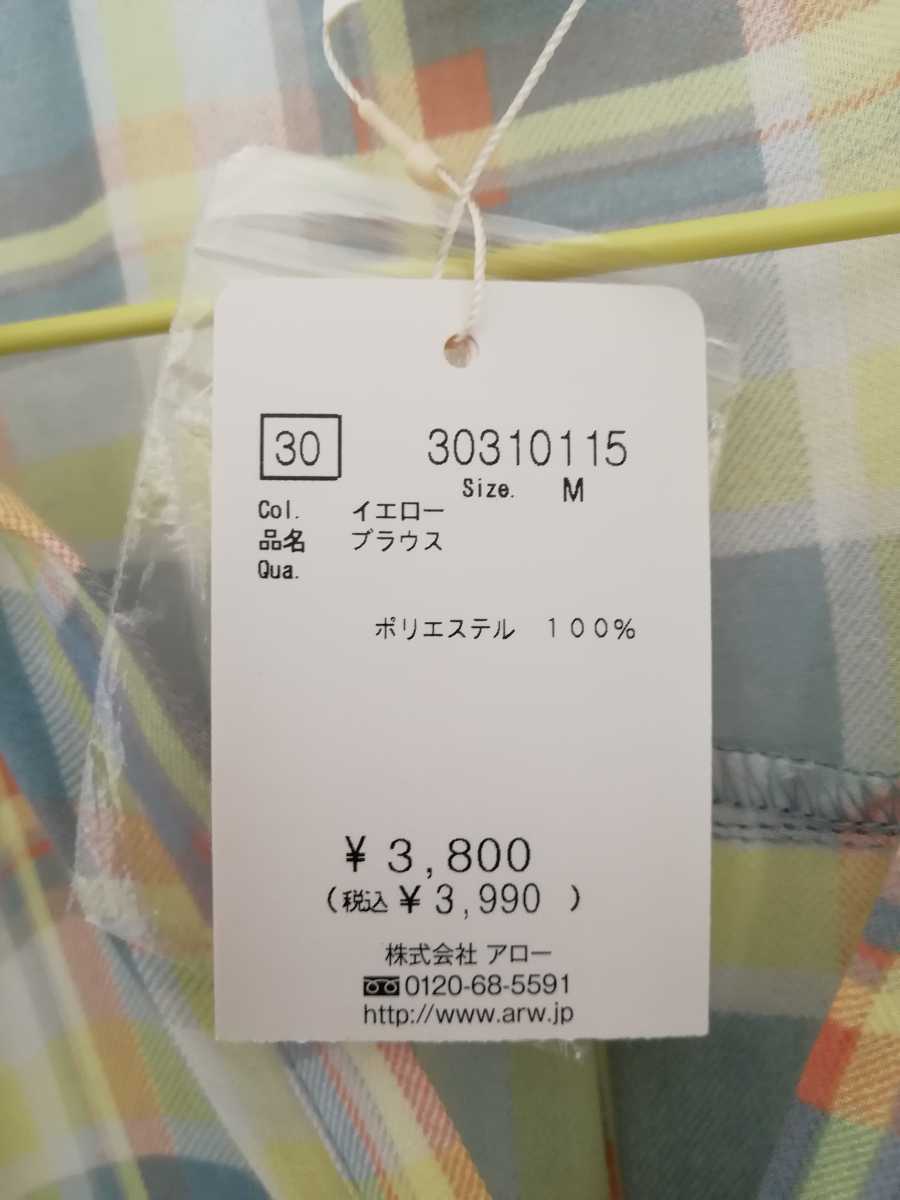 30 30310115
Size. M
Col. イエロー
品名 ブラウス
Qua.
ポリエステル 100%
¥3,800
(税込¥3,990 )
株式会社 アロー
0120-68-5591
http://www.arw.jp